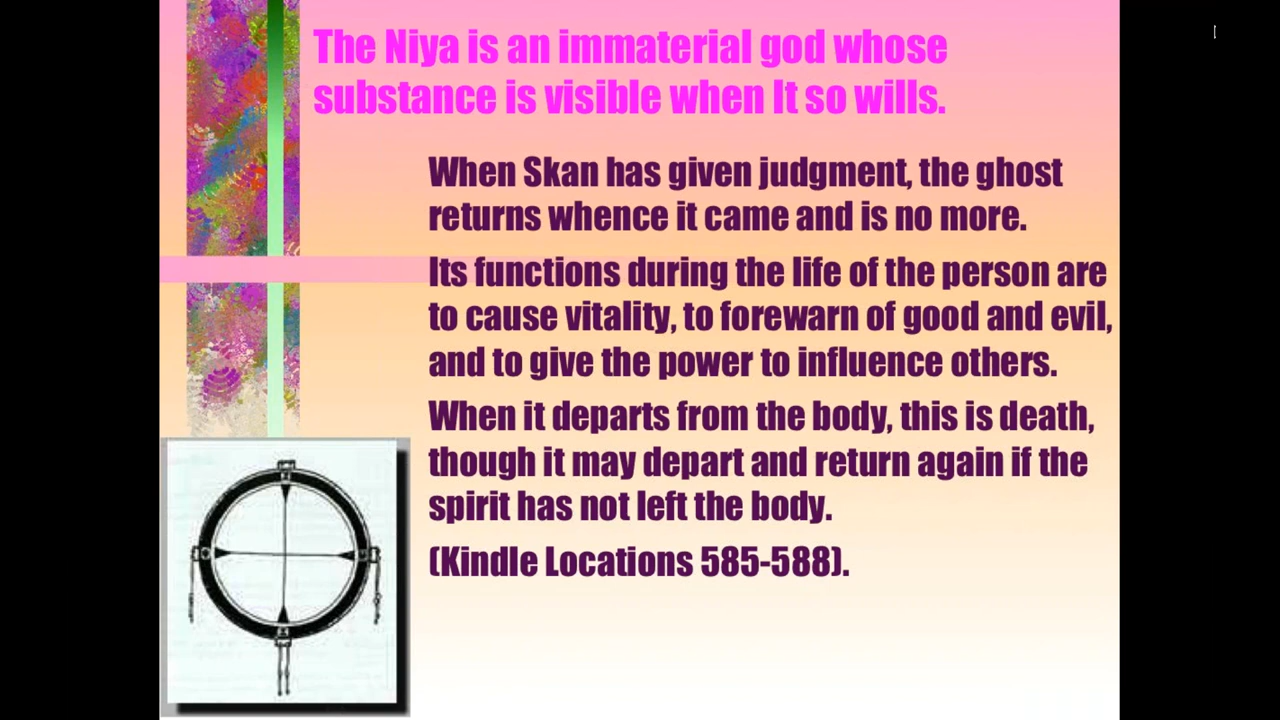 The Niya is an immaterial god whose
substance is visible when It so wills.
When Skan has given judgment, the ghost
returns whence it came and is no more.
Its functions during the life of the person are
to cause vitality, to forewarn of good and evil,
and to give the power to influence others.
When it departs from the body, this is death,
though it may depart and return again if the
spirit has not left the body.
(Kindle Locations 585-588).